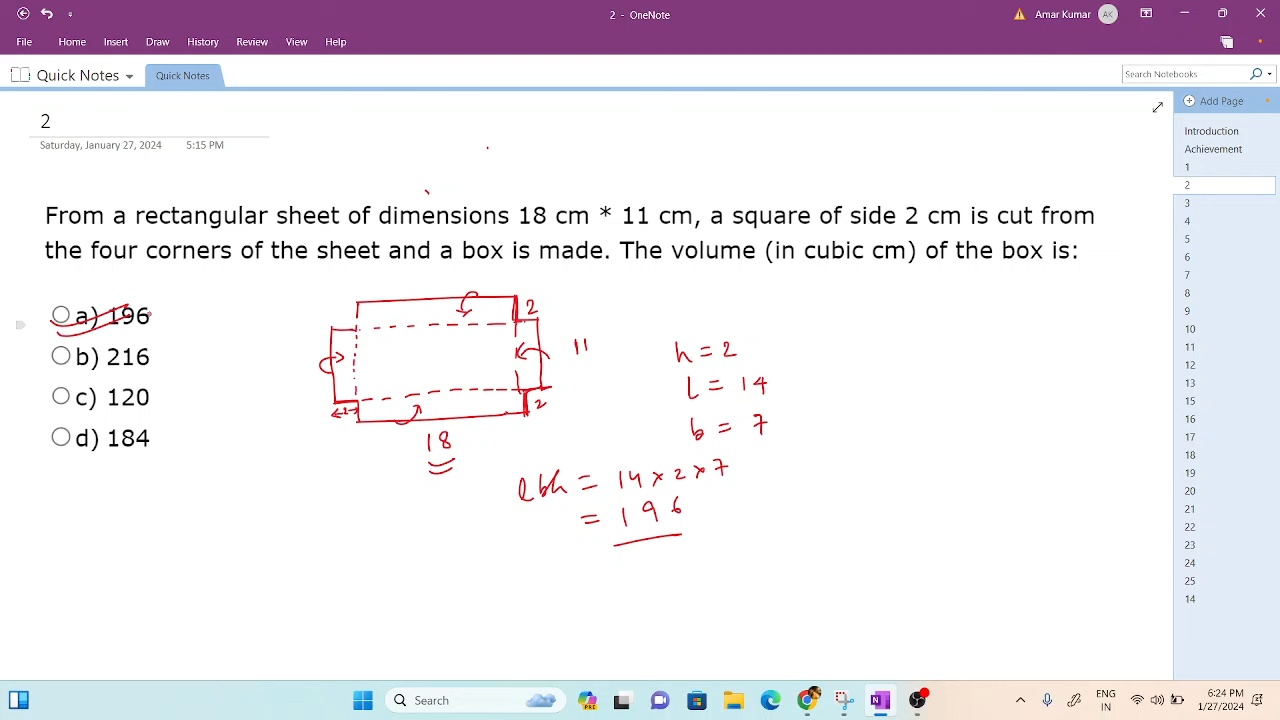 2 - OneNote
Amar Kumar AK
File Home Insert Draw History Review View Help
Quick Notes Quick Notes Search Notebooks
Add Page
2
Saturday, January 27, 2024 5:15 PM
From a rectangular sheet of dimensions 18 cm * 11 cm, a square of side 2 cm is cut from
the four corners of the sheet and a box is made. The volume (in cubic cm) of the box is:
a) 196
b) 216
c) 120
d) 184
2
11
2
2
18
h = 2
l = 14
b = 7
lbh = 14 x 2 x 7
= 196
Introduction
Achievement
1
2
3
4
5
6
7
8
9
10
11
12
13
15
16
17
18
19
20
21
22
23
24
25
14
Search
PRE
ENG
IN
6:24 PM
1/27/2024